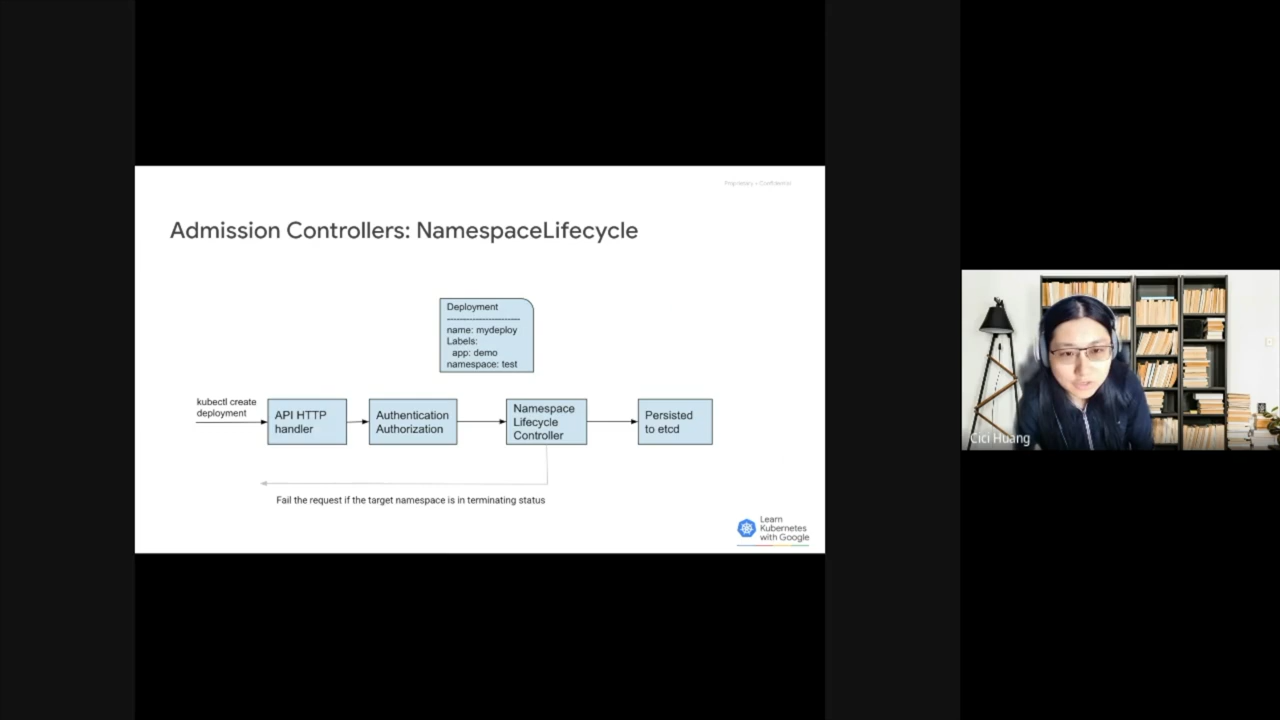 Proprietary + Confidential
Admission Controllers: NamespaceLifecycle
Deployment
--------------------------
name: mydeploy
Labels:
app: demo
namespace: test
kubectl create
deployment
API HTTP
handler
Authentication
Authorization
Namespace
Lifecycle
Controller
Persisted
to etcd
Fail the request if the target namespace is in terminating status
Learn
Kubernetes
with Google
Cici Huang